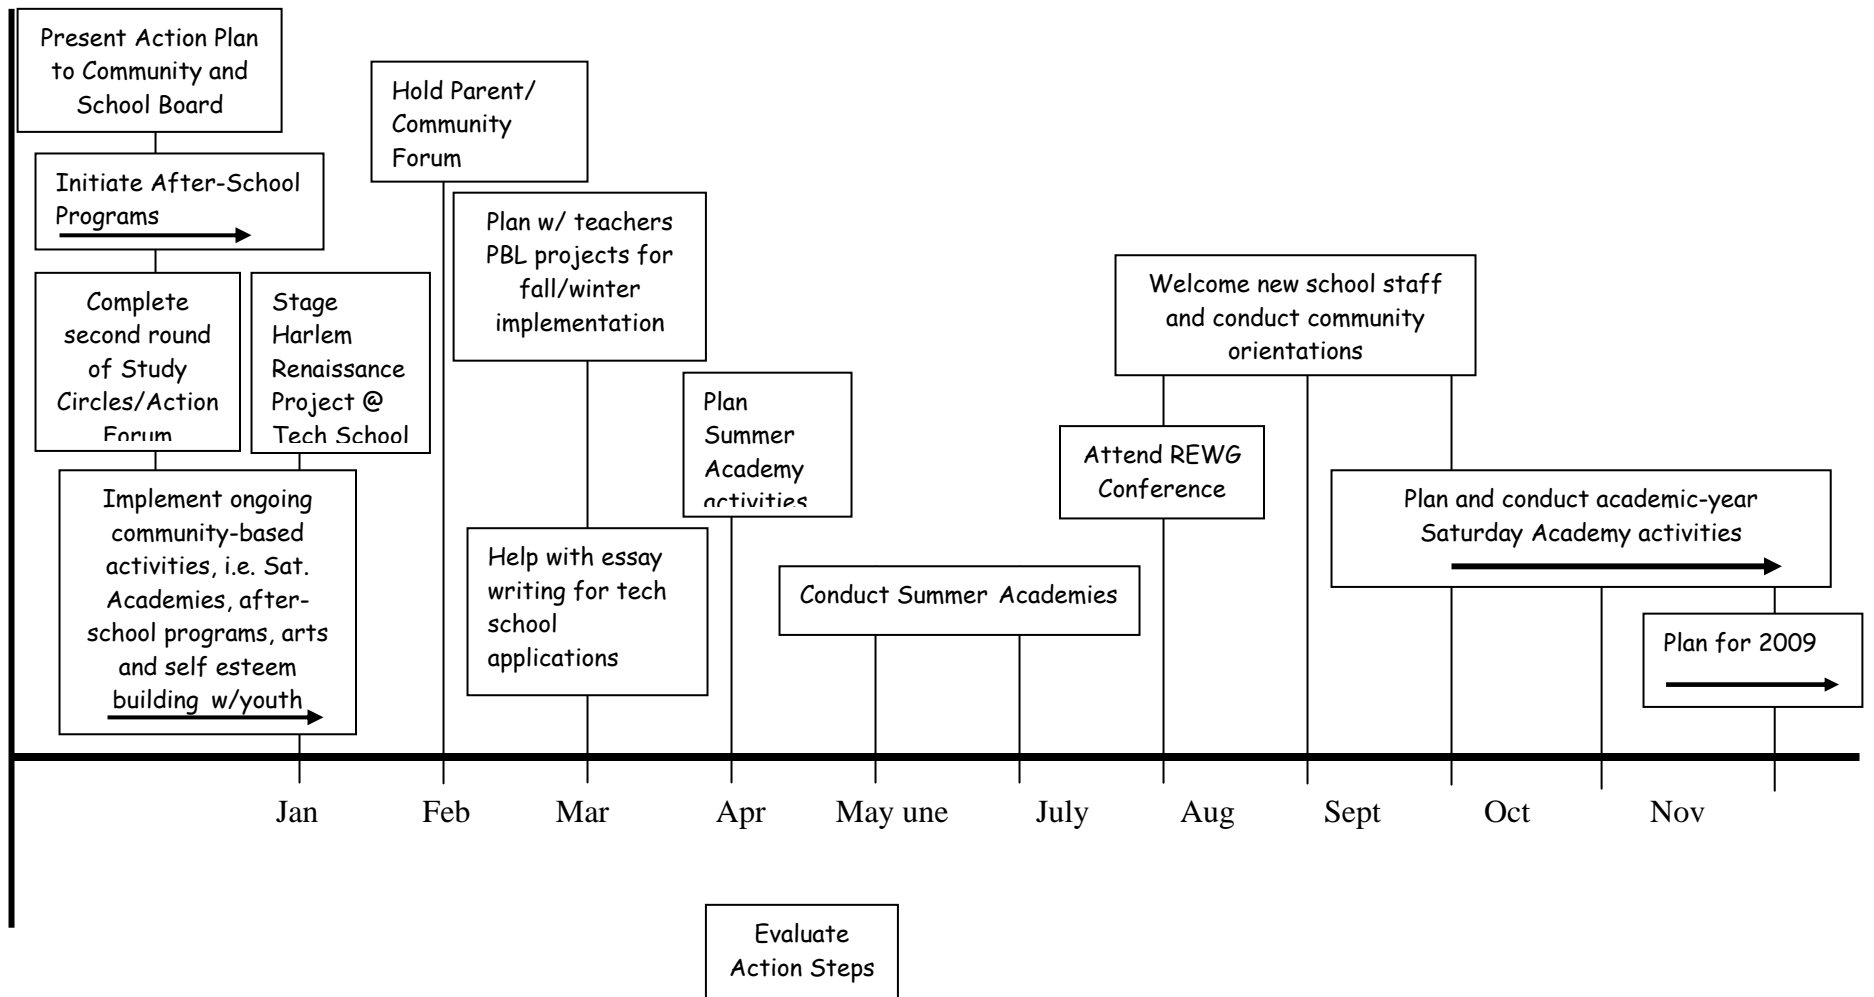 Present Action Plan
to Community and
School Board
Initiate After-School
Programs
Complete
second round
of Study
Circles/Action
Forum
Stage
Harlem
Renaissance
Project @
Tech School
Implement ongoing
community-based
activities, i.e. Sat.
Academies, after-
school programs, arts
and self esteem
building w/youth
Hold Parent/
Community
Forum
Plan w/ teachers
PBL projects for
fall/winter
implementation
Help with essay
writing for tech
school
applications
Plan
Summer
Academy
activities
Conduct Summer Academies
Welcome new school staff
and conduct community
orientations
Attend REWG
Conference
Plan and conduct academic-year
Saturday Academy activities
Plan for 2009
Jan Feb Mar Apr May une July Aug Sept Oct Nov
Evaluate
Action Steps